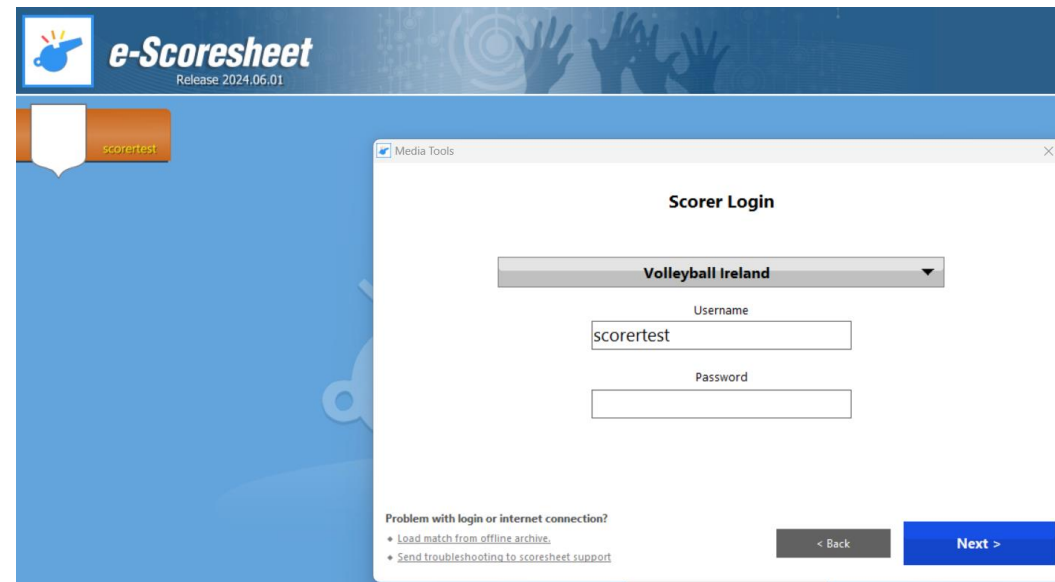 e-Scoresheet
Release 2024.06.01
scorertest
Media Tools
Scorer Login
Volleyball Ireland
Username
scorertest
Password
Problem with login or internet connection?
Load match from offline archive.
Send troubleshooting to scoresheet support
< Back
Next >